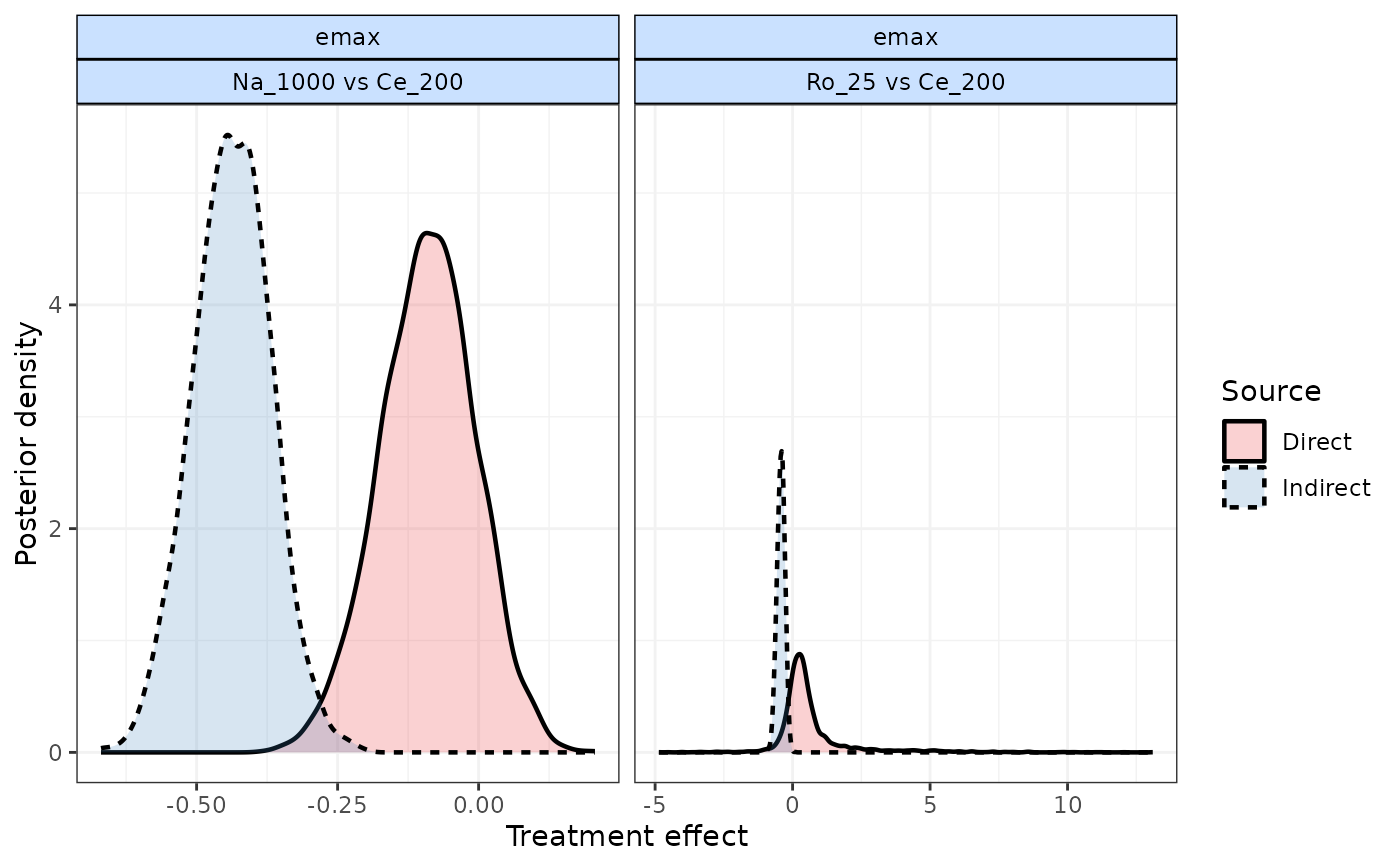 emax
emax
Na_1000 vs Ce_200
Ro_25 vs Ce_200
Posterior density
4
2
0
-0.50
-0.25
0.00
-5
0
5
10
Treatment effect
Source
Direct
Indirect